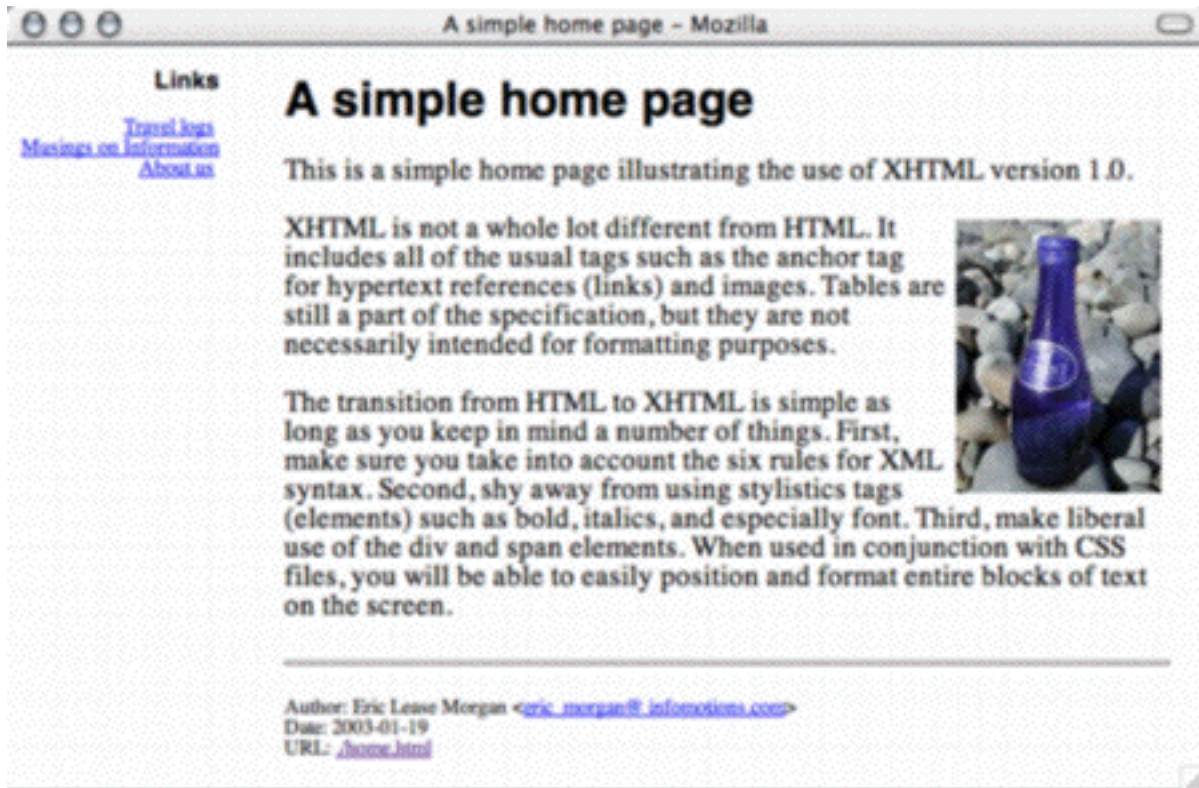 A simple home page – Mozilla
Links
Travel logs
Musings on Information
About us
A simple home page
This is a simple home page illustrating the use of XHTML version 1.0.
XHTML is not a whole lot different from HTML. It
includes all of the usual tags such as the anchor tag
for hypertext references (links) and images. Tables are
still a part of the specification, but they are not
necessarily intended for formatting purposes.
The transition from HTML to XHTML is simple as
long as you keep in mind a number of things. First,
make sure you take into account the six rules for XML
syntax. Second, shy away from using stylistics tags
(elements) such as bold, italics, and especially font. Third, make liberal
use of the div and span elements. When used in conjunction with CSS
files, you will be able to easily position and format entire blocks of text
on the screen.
Author: Eric Lease Morgan <eric_morgan@infomotions.com>
Date: 2003-01-19
URL: ./home.html